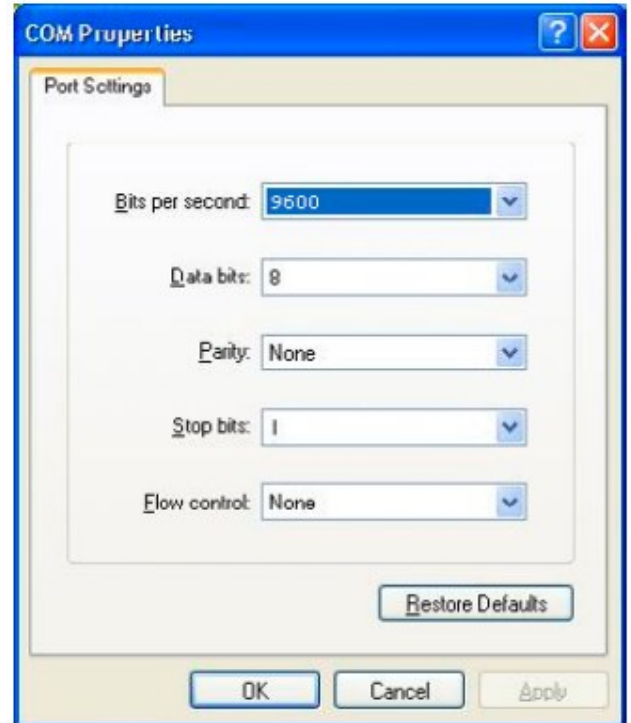 COM Properties
Port Settings
Bits per second: 9600
Data bits: 8
Parity: None
Stop bits: 1
Flow control: None
Restore Defaults
OK Cancel Apply